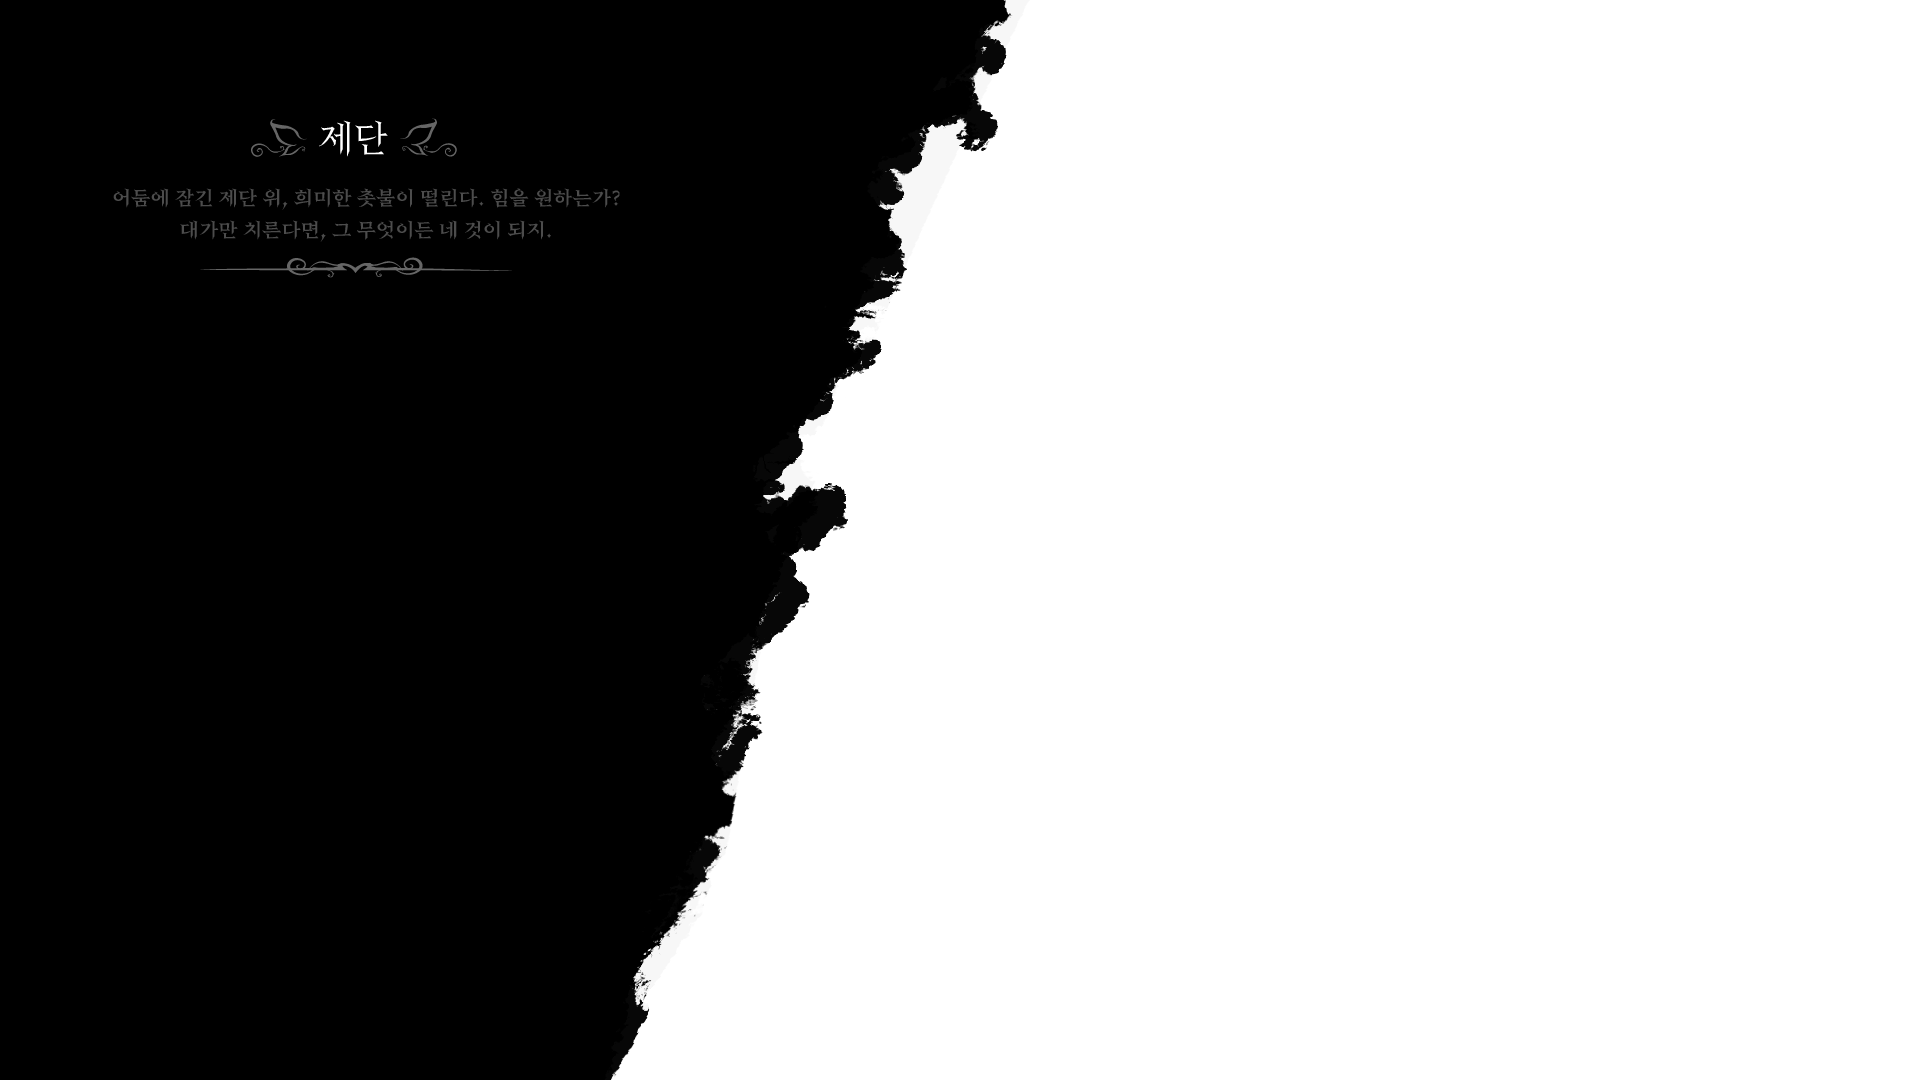 제단
어둠에 잠긴 제단 위, 희미한 촛불이 떨린다. 힘을 원하는가?
대가만 치른다면, 그 무엇이든 네 것이 되지.